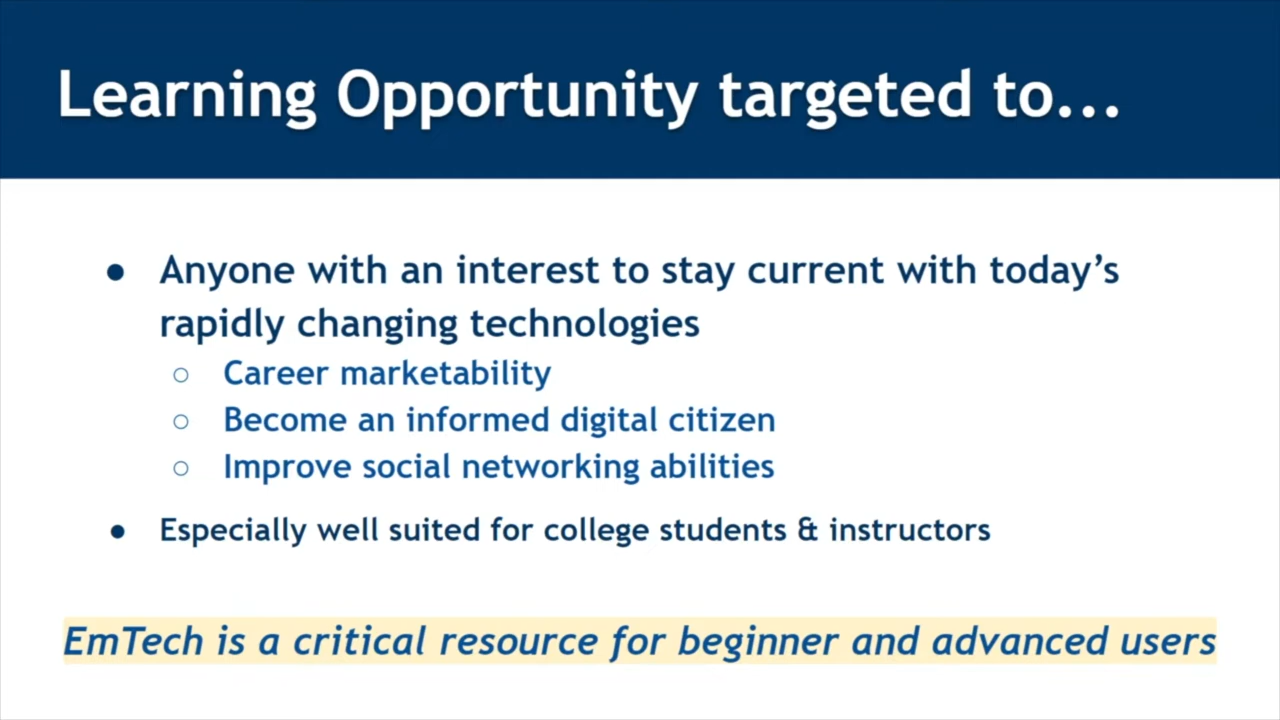 Learning Opportunity targeted to...
● Anyone with an interest to stay current with today’s
rapidly changing technologies
○ Career marketability
○ Become an informed digital citizen
○ Improve social networking abilities
● Especially well suited for college students & instructors
EmTech is a critical resource for beginner and advanced users